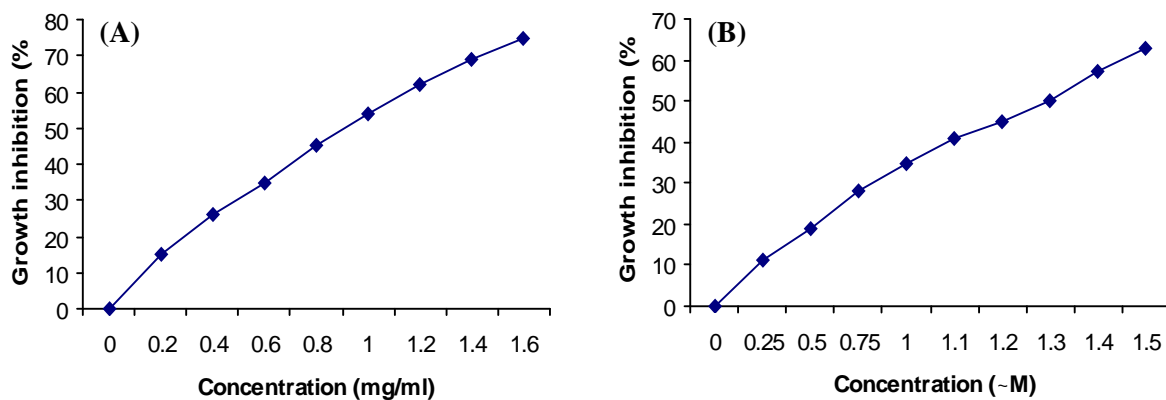 (A)
Growth inhibition (%
80
70
60
50
40
30
20
10
0
0 0.2 0.4 0.6 0.8 1 1.2 1.4 1.6
Concentration (mg/ml)
(B)
Growth inhibition (%
70
60
50
40
30
20
10
0
0 0.25 0.5 0.75 1 1.1 1.2 1.3 1.4 1.5
Concentration (~M)